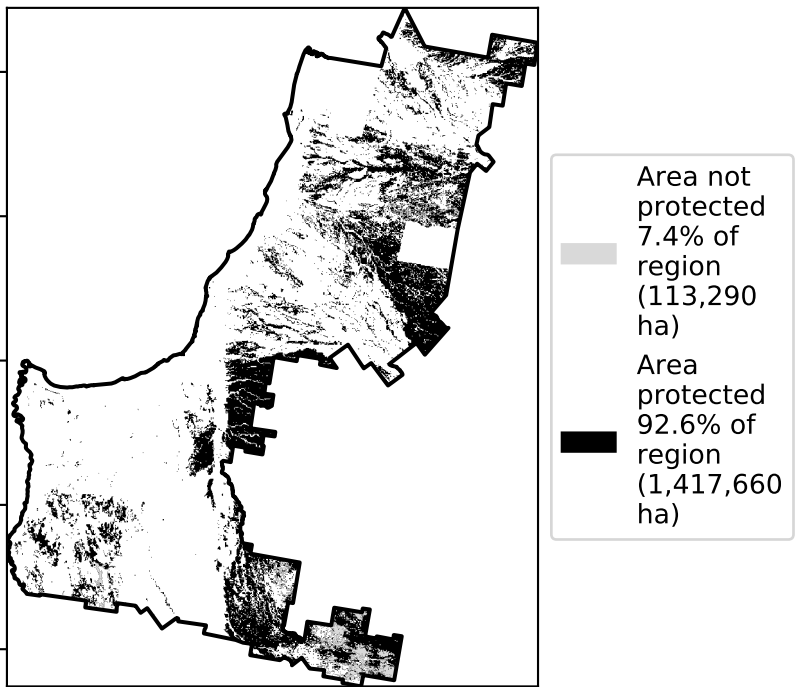 Area not
protected
7.4% of
region
(113,290
ha)
Area
protected
92.6% of
region
(1,417,660
ha)